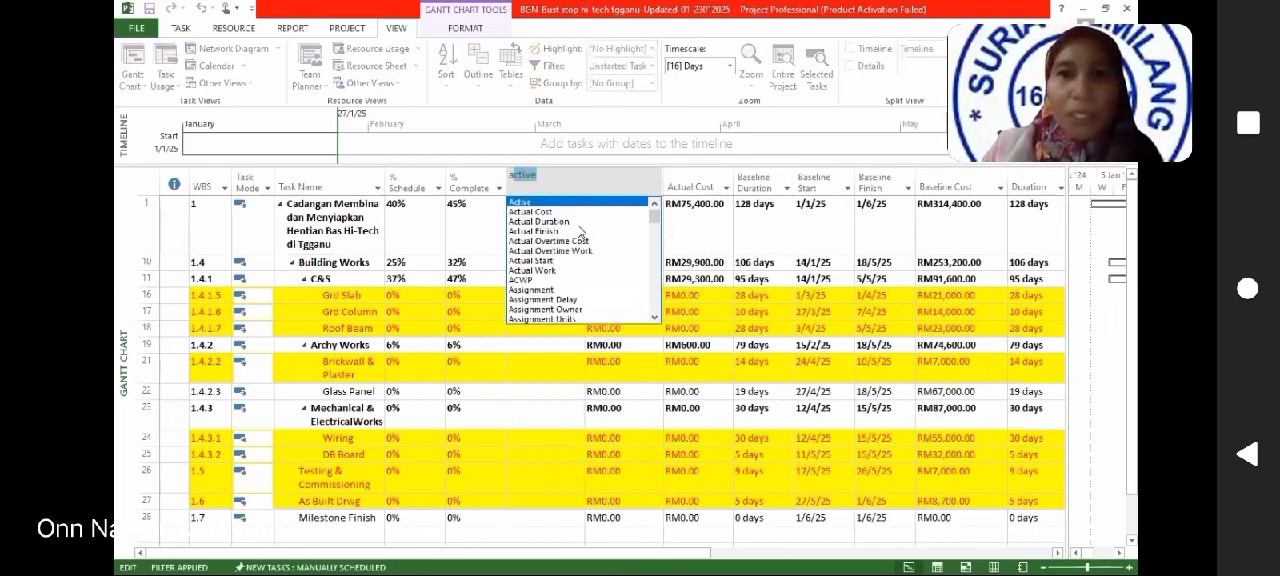 GANTT CHART TOOLS
BGN-Bust stop hi-tech tgganu-Updated-01-230'2025 - Project Professional (Product Activation Failed)
FILE TASK RESOURCE REPORT PROJECT VIEW FORMAT
Gantt Chart
Task Usage
Network Diagram
Calendar
Other Views
Task Views
Team Planner
Resource Usage
Resource Sheet
Other Views
Resource Views
Sort
Outline
Tables
Highlight: [No Highlight]
Filter: Unstarted Task
Group by: [No Group]
Data
Timescale:
[16] Days
Zoom
Entire Project
Selected Tasks
Zoom
Timeline Timeline
Details
Split View
SURIA
MILANG
16
TIMELINE
27/1/25
January February March April May
Start
1/1/25
Add tasks with dates to the timeline
WBS Task Mode Task Name % Schedule % Complete active Actual Cost Baseline Duration Baseline Start Baseline Finish Baseline Cost Duration
'24 5 Jan
M W F
Active
Actual Cost
Actual Duration
Actual Finish
Actual Overtime Cost
Actual Overtime Work
Actual Start
Actual Work
ACWP
Assignment
Assignment Delay
Assignment Owner
Assignment Units
1 1 Cadangan Membina dan Menyiapkan Hentian Bas Hi-Tech di Tgganu 40% 45% RM75,400.00 128 days 1/1/25 1/6/25 RM314,400.00 128 days
10 1.4 Building Works 25% 32% RM29,900.00 106 days 14/1/25 18/5/25 RM253,200.00 106 days
11 1.4.1 C&S 37% 47% RM29,300.00 95 days 14/1/25 5/5/25 RM91,600.00 95 days
16 1.4.1.5 Grd Slab 0% 0% RM0.00 28 days 1/3/25 1/4/25 RM21,000.00 28 days
17 1.4.1.6 Grd Column 0% 0% RM0.00 10 days 27/3/25 7/4/25 RM14,000.00 10 days
18 1.4.1.7 Roof Beam 0% 0% RM0.00 RM0.00 28 days 3/4/25 5/5/25 RM23,000.00 28 days
19 1.4.2 Archy Works 6% 6% RM0.00 RM600.00 79 days 15/2/25 18/5/25 RM74,600.00 79 days
21 1.4.2.2 Brickwall & Plaster 0% 0% RM0.00 RM0.00 14 days 24/4/25 10/5/25 RM7,000.00 14 days
22 1.4.2.3 Glass Panel 0% 0% RM0.00 RM0.00 19 days 27/4/25 18/5/25 RM67,000.00 19 days
23 1.4.3 Mechanical & ElectricalWorks 0% 0% RM0.00 RM0.00 30 days 12/4/25 15/5/25 RM87,000.00 30 days
24 1.4.3.1 Wiring 0% 0% RM0.00 RM0.00 30 days 12/4/25 15/5/25 RM55,000.00 30 days
25 1.4.3.2 DB Board 0% 0% RM0.00 RM0.00 5 days 11/5/25 15/5/25 RM32,000.00 5 days
26 1.5 Testing & Commissioning 0% 0% RM0.00 RM0.00 9 days 17/5/25 26/5/25 RM7,000.00 9 days
27 1.6 As Built Drwg 0% 0% RM0.00 RM0.00 5 days 27/5/25 1/6/25 RM8,700.00 5 days
28 1.7 Milestone Finish 0% 0% RM0.00 RM0.00 0 days 1/6/25 1/6/25 RM0.00 0 days
GANTT CHART
Onn Na
EDIT FILTER APPLIED NEW TASKS : MANUALLY SCHEDULED